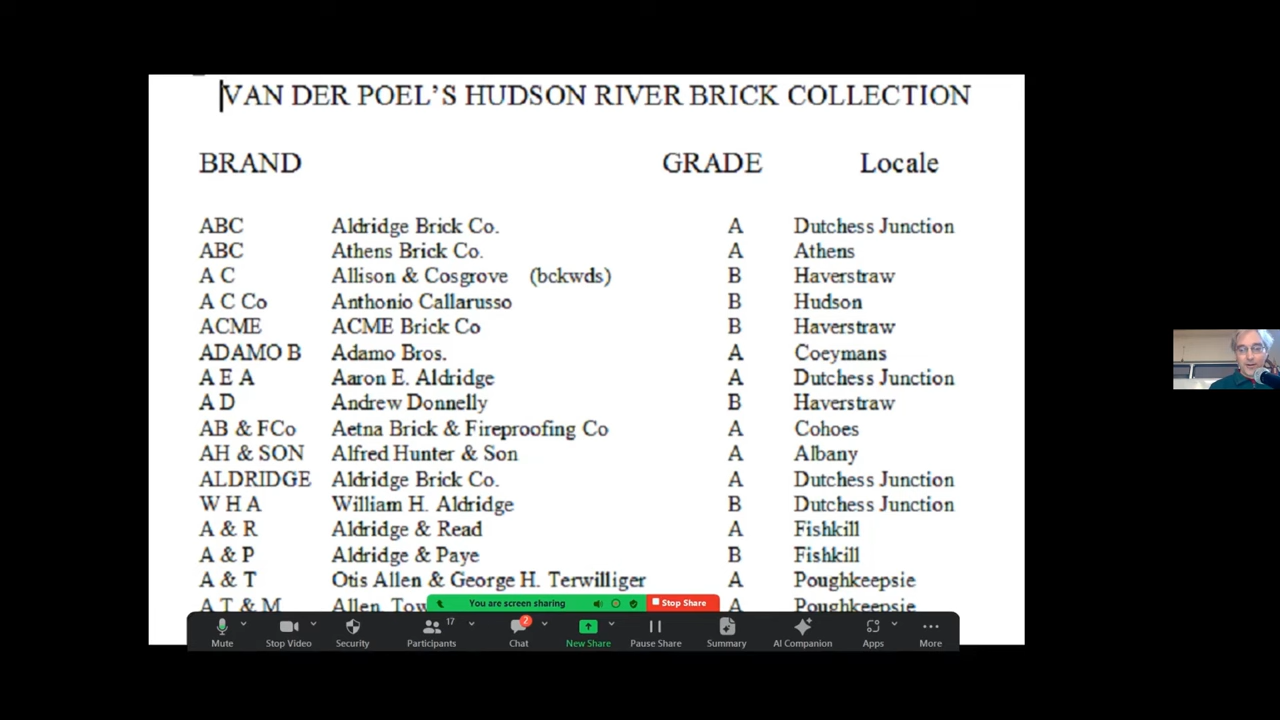 VAN DER POEL'S HUDSON RIVER BRICK COLLECTION
BRAND GRADE Locale
ABC Aldridge Brick Co. A Dutchess Junction
ABC Athens Brick Co. A Athens
A C Allison & Cosgrove (bckwds) B Haverstraw
A C Co Anthonio Callarusso B Hudson
ACME ACME Brick Co B Haverstraw
ADAMO B Adamo Bros. A Coeymans
A E A Aaron E. Aldridge A Dutchess Junction
A D Andrew Donnelly B Haverstraw
AB & FCo Aetna Brick & Fireproofing Co A Cohoes
AH & SON Alfred Hunter & Son A Albany
ALDRIDGE Aldridge Brick Co. A Dutchess Junction
W H A William H. Aldridge B Dutchess Junction
A & R Aldridge & Read A Fishkill
A & P Aldridge & Paye B Fishkill
A & T Otis Allen & George H. Terwilliger A Poughkeepsie
A T & M Allen, A Poughkeepsie
You are screen sharing Stop Share
17 2
Mute Stop Video Security Participants Chat New Share Pause Share Summary AI Companion Apps More